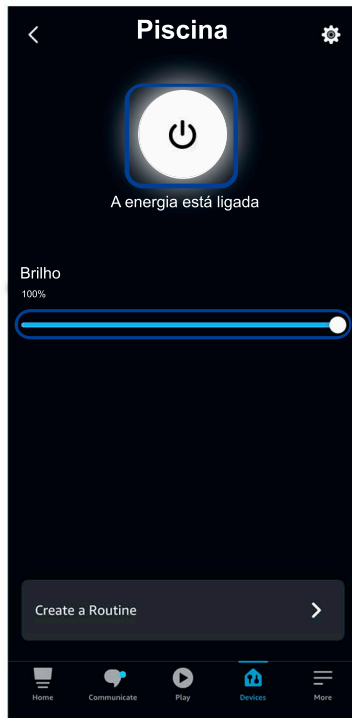 Piscina
A energia está ligada
Brilho
100%
Create a Routine
Home Communicate Play Devices More